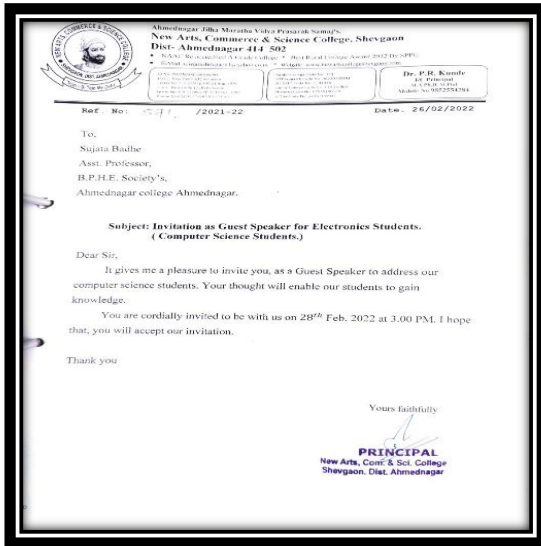 Ahmednagar Jilha Maratha Vidya Prasarak Samaj's.
New Arts, Commerce & Science College, Shevgaon
Dist- Ahmednagar 414 502
Dr. P.R. Kunde
Ref. No: /2021-22 Date. 26/02/2022
To,
Sujata Badhe
Asst. Professor,
B.P.H.E. Society's,
Ahmednagar college Ahmednagar.
Subject: Invitation as Guest Speaker for Electronics Students.
( Computer Science Students.)
Dear Sir,
It gives me a pleasure to invite you, as a Guest Speaker to address our
computer science students. Your thought will enable our students to gain
knowledge.
You are cordially invited to be with us on 28th Feb. 2022 at 3.00 PM. I hope
that, you will accept our invitation.
Thank you
Yours faithfully
PRINCIPAL
New Arts, Com. & Sci. College
Shevgaon, Dist. Ahmednagar